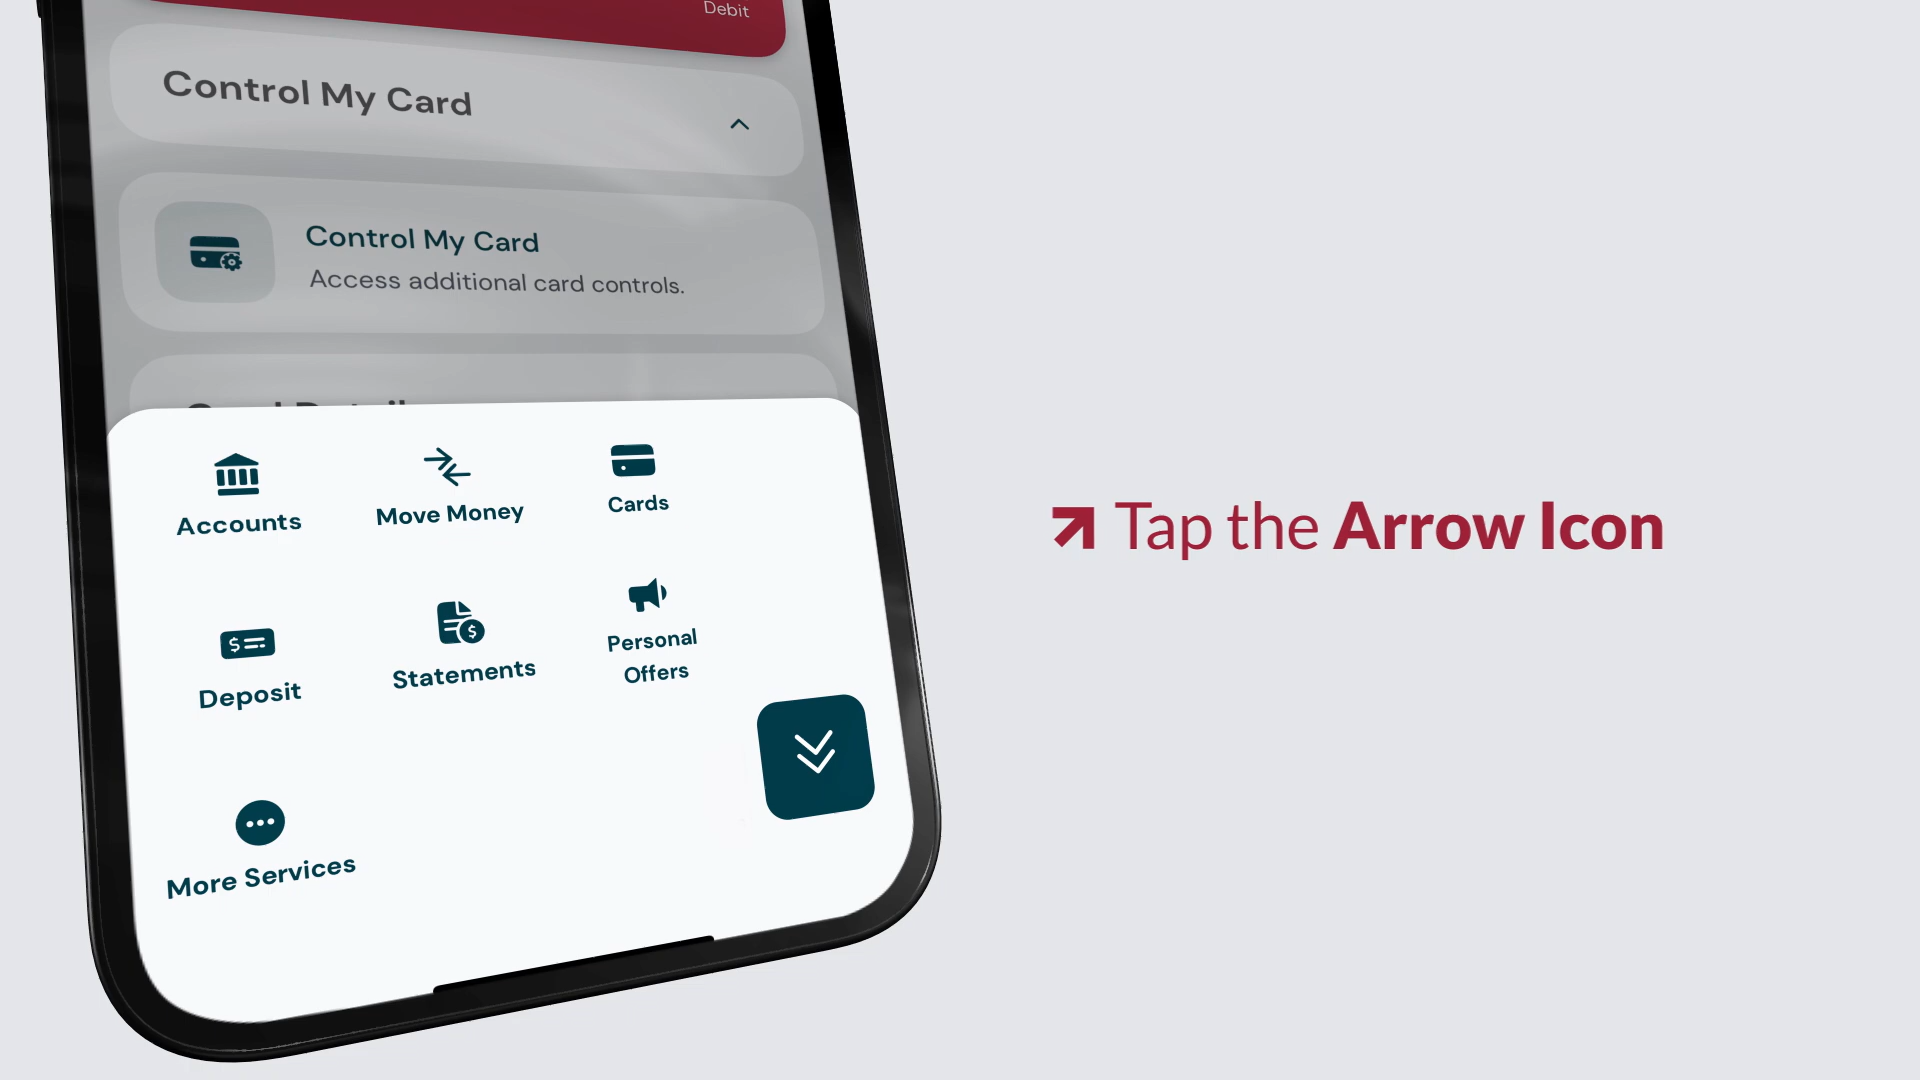 Debit
Control My Card
Control My Card
Access additional card controls.
Accounts
Move Money
Cards
Deposit
Statements
Personal
Offers
More Services
Tap the Arrow Icon